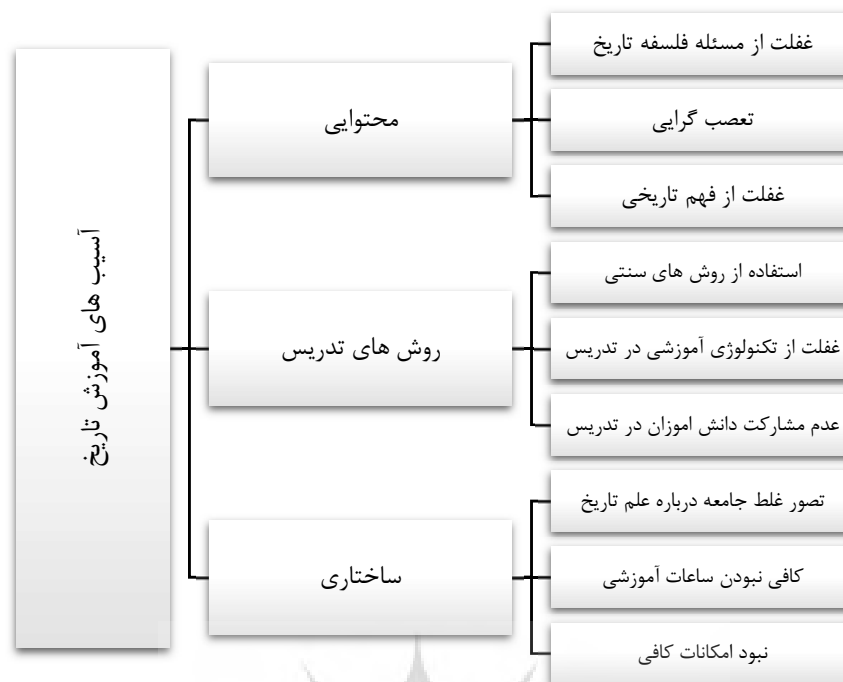 آسیب های آموزش تاریخ
محتوایی
غفلت از مسئله فلسفه تاریخ
تعصب گرایی
غفلت از فهم تاریخی
روش های تدریس
استفاده از روش های سنتی
غفلت از تکنولوژی آموزشی در تدریس
عدم مشارکت دانش اموزان در تدریس
ساختاری
تصور غلط جامعه درباره علم تاریخ
کافی نبودن ساعات آموزشی
نبود امکانات کافی